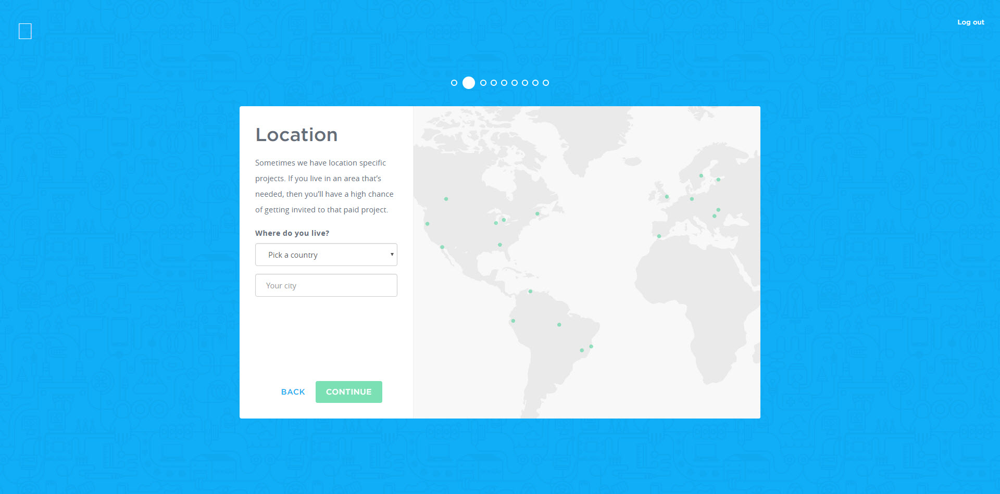 Log out
Location
Sometimes we have location specific
projects. If you live in an area that's
needed, then you'll have a high chance
of getting invited to that paid project.
Where do you live?
Pick a country
Your city
BACK CONTINUE